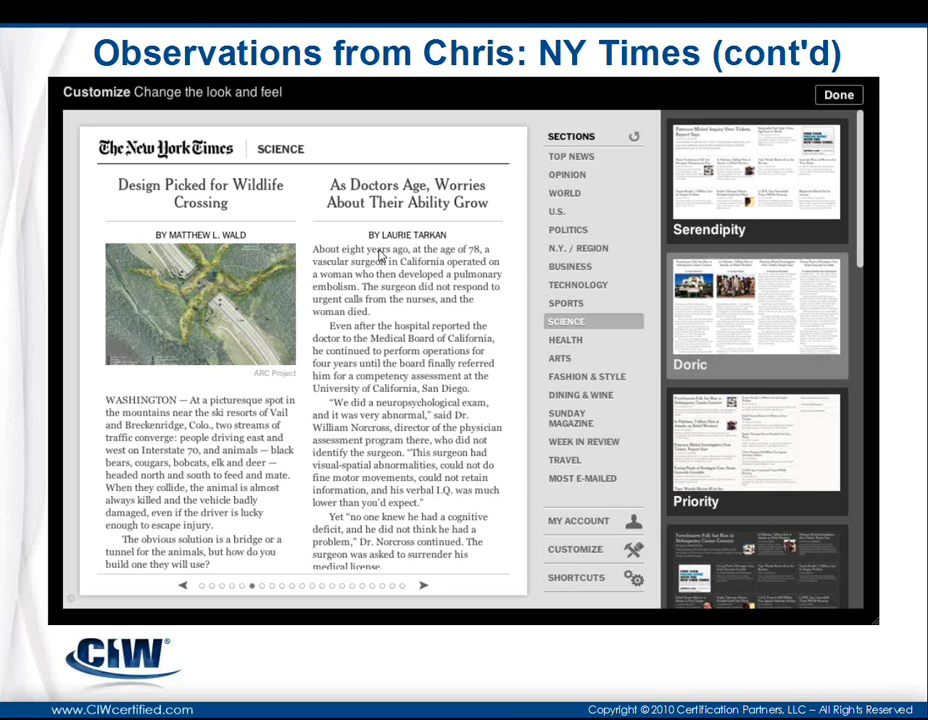 Observations from Chris: NY Times (cont'd)
Customize Change the look and feel
Done
The New York Times
SCIENCE
Design Picked for Wildlife
Crossing
BY MATTHEW L. WALD
ARC Project
WASHINGTON — At a picturesque spot in
the mountains near the ski resorts of Vail
and Breckenridge, Colo., two streams of
traffic converge: people driving east and
west on Interstate 70, and animals — black
bears, cougars, bobcats, elk and deer —
headed north and south to feed and mate.
When they collide, the animal is almost
always killed and the vehicle badly
damaged, even if the driver is lucky
enough to escape injury.
The obvious solution is a bridge or a
tunnel for the animals, but how do you
build one they will use?
As Doctors Age, Worries
About Their Ability Grow
BY LAURIE TARKAN
About eight years ago, at the age of 78, a
vascular surgeon in California operated on
a woman who then developed a pulmonary
embolism. The surgeon did not respond to
urgent calls from the nurses, and the
woman died.
Even after the hospital reported the
doctor to the Medical Board of California,
he continued to perform operations for
four years until the board finally referred
him for a competency assessment at the
University of California, San Diego.
“We did a neuropsychological exam,
and it was very abnormal,” said Dr.
William Norcross, director of the physician
assessment program there, who did not
identify the surgeon. “This surgeon had
visual-spatial abnormalities, could not do
fine motor movements, could not retain
information, and his verbal I.Q. was much
lower than you’d expect.”
Yet “no one knew he had a cognitive
deficit, and he did not think he had a
problem,” Dr. Norcross continued. The
surgeon was asked to surrender his
medical license.
SECTIONS
TOP NEWS
OPINION
WORLD
U.S.
POLITICS
N.Y. / REGION
BUSINESS
TECHNOLOGY
SPORTS
SCIENCE
HEALTH
ARTS
FASHION & STYLE
DINING & WINE
SUNDAY
MAGAZINE
WEEK IN REVIEW
TRAVEL
MOST E-MAILED
MY ACCOUNT
CUSTOMIZE
SHORTCUTS
Serendipity
Doric
Priority
CIW®
www.CIWcertified.com
Copyright © 2010 Certification Partners, LLC – All Rights Reserved